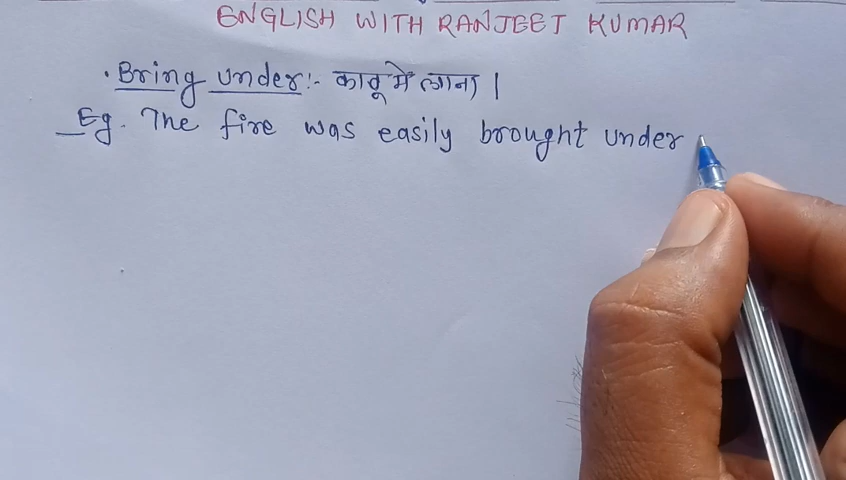 ENGLISH WITH RANJEET KUMAR
. Bring under :- काबू में लाना ।
Eg. The fire was easily brought under